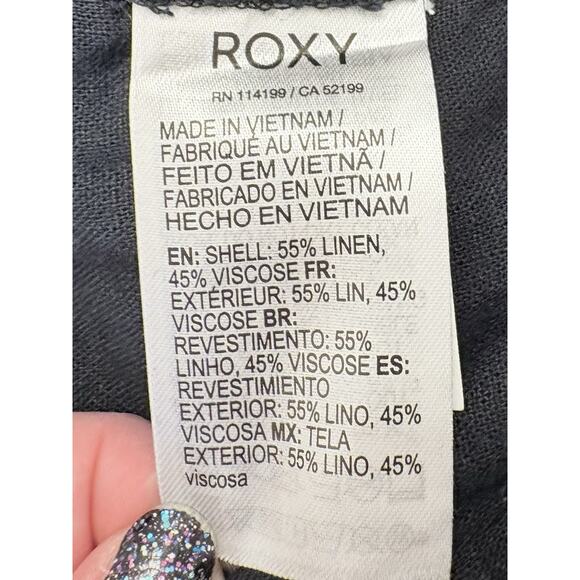 ROXY
RN 114199 / CA 52199
MADE IN VIETNAM /
FABRIQUÉ AU VIETNAM /
FEITO EM VIETNÃ /
FABRICADO EN VIETNAM /
HECHO EN VIETNAM
EN: SHELL: 55% LINEN,
45% VISCOSE FR:
EXTÉRIEUR: 55% LIN, 45%
VISCOSE BR:
REVESTIMENTO: 55%
LINHO, 45% VISCOSE ES:
REVESTIMIENTO
EXTERIOR: 55% LINO, 45%
VISCOSA MX: TELA
EXTERIOR: 55% LINO, 45%
viscosa